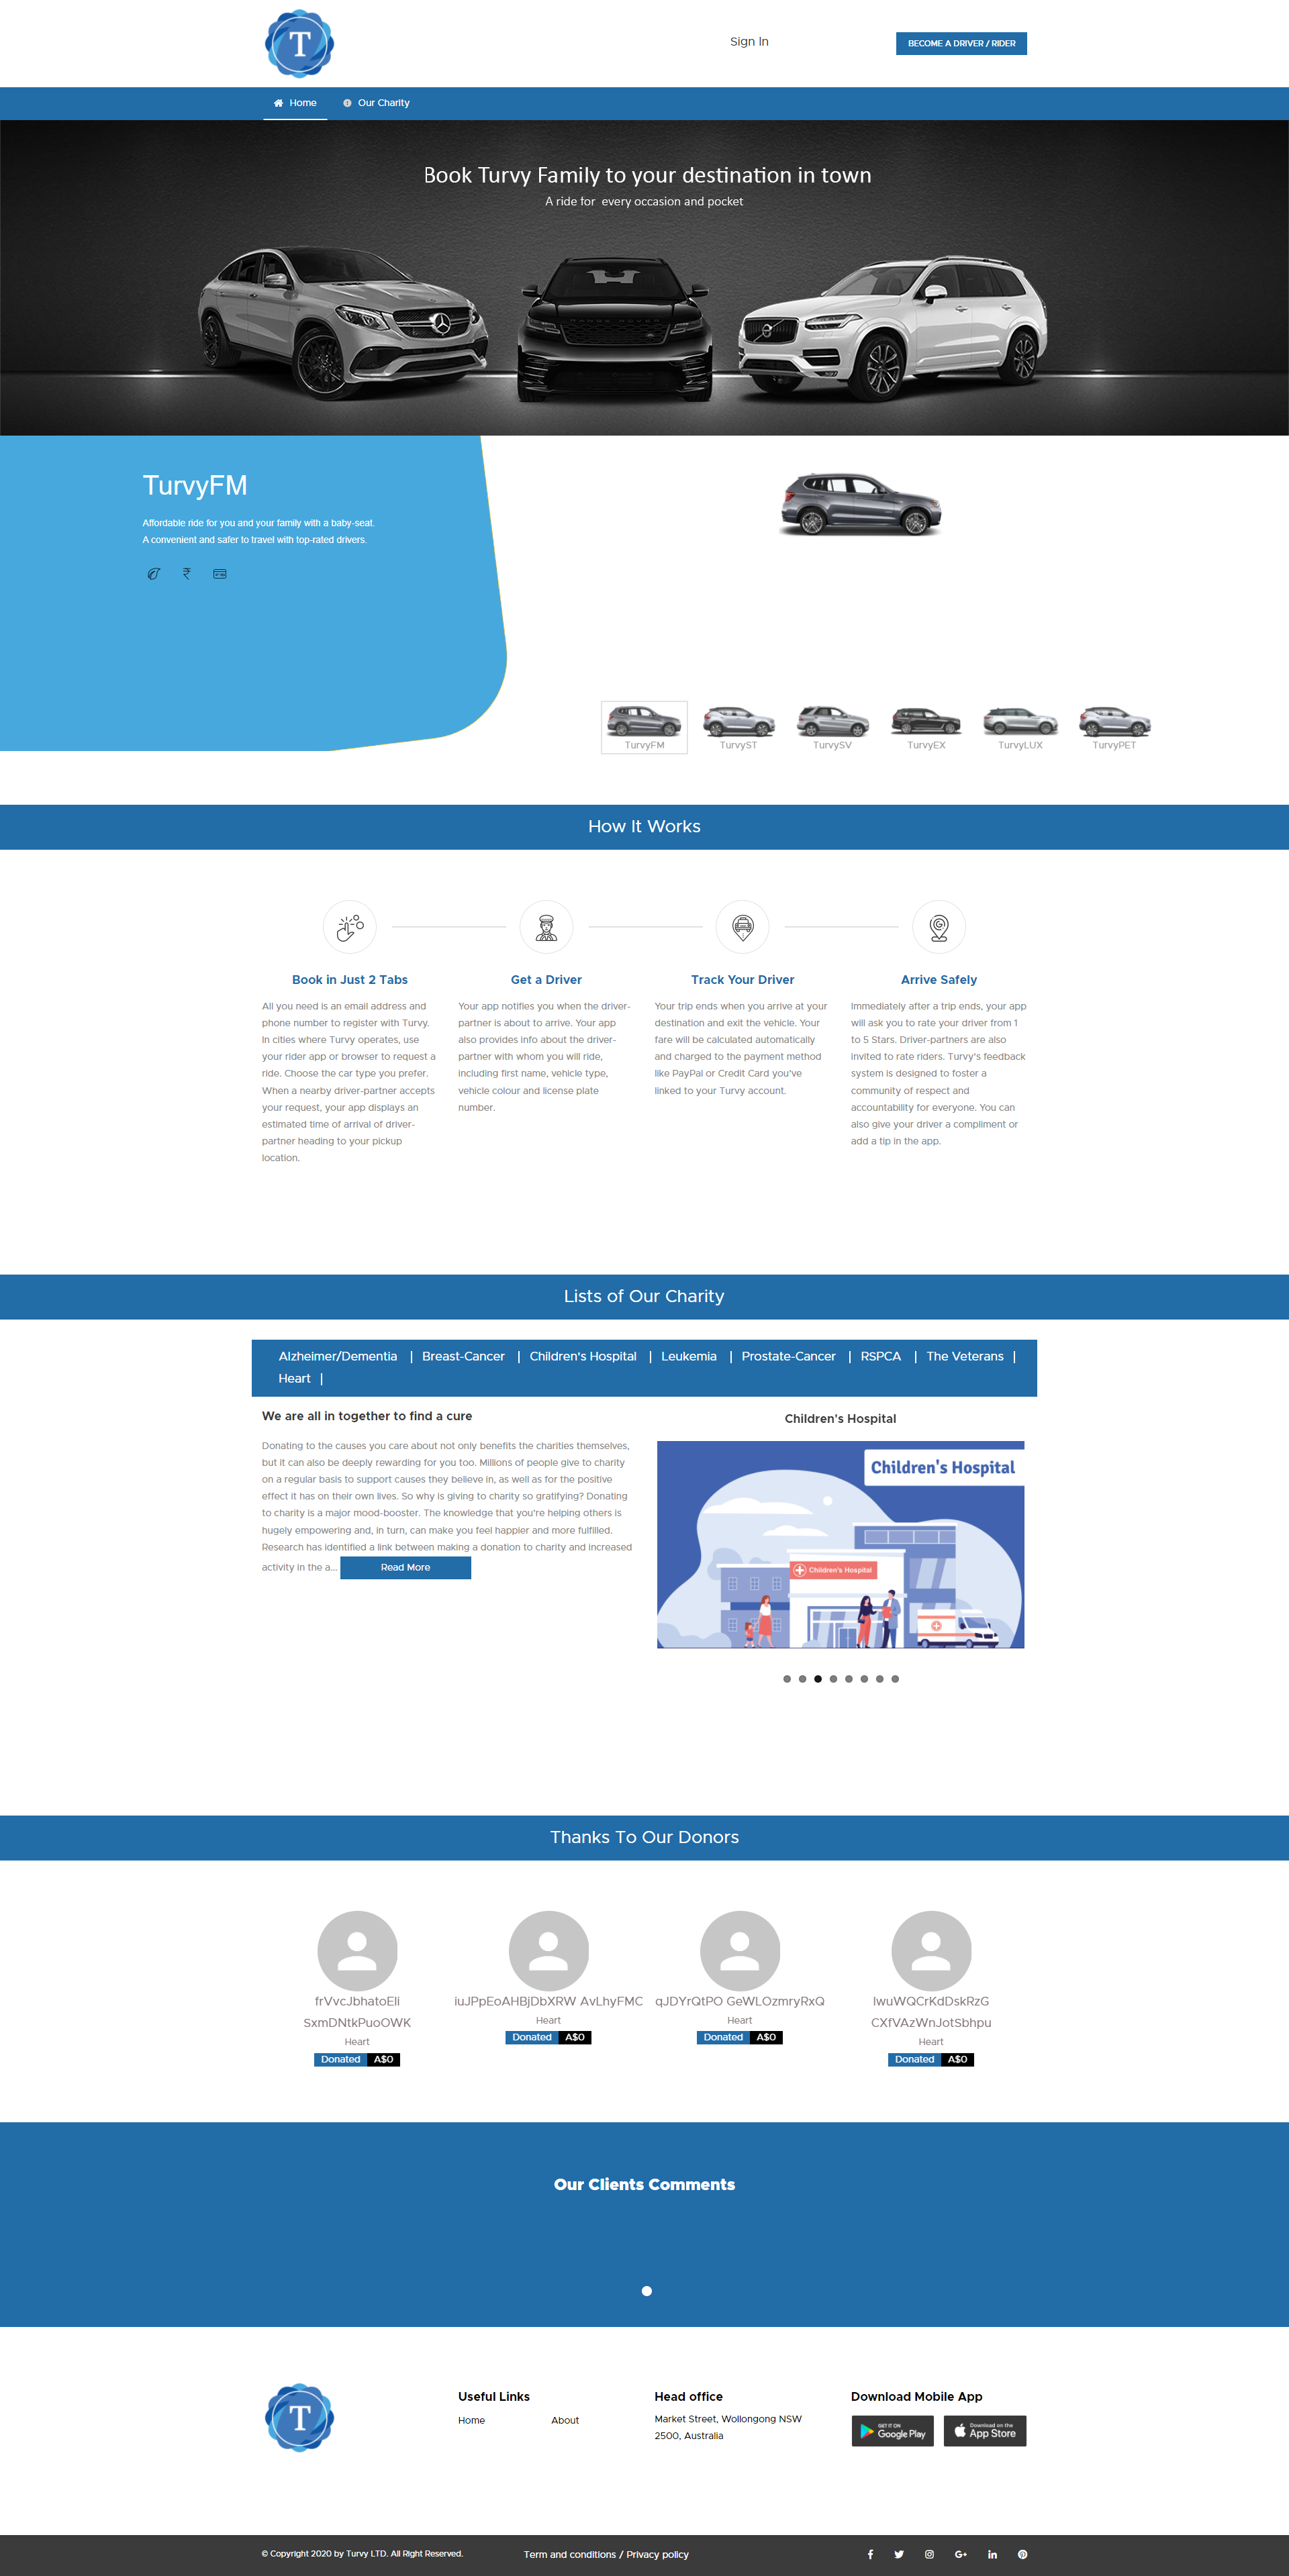 T
Sign In
BECOME A DRIVER / RIDER
Home
Our Charity
Book Turvy Family to your destination in town
A ride for every occasion and pocket
TurvyFM
Affordable ride for you and your family with a baby-seat.
A convenient and safer to travel with top-rated drivers.
TurvyFM
TurvyST
TurvySV
TurvyEX
TurvyLUX
TurvyPET
How It Works
Book in Just 2 Tabs
All you need is an email address and
phone number to register with Turvy.
In cities where Turvy operates, use
your rider app or browser to request a
ride. Choose the car type you prefer.
When a nearby driver-partner accepts
your request, your app displays an
estimated time of arrival of driver-
partner heading to your pickup
location.
Get a Driver
Your app notifies you when the driver-
partner is about to arrive. Your app
also provides info about the driver-
partner with whom you will ride,
including first name, vehicle type,
vehicle colour and license plate
number.
Track Your Driver
Your trip ends when you arrive at your
destination and exit the vehicle. Your
fare will be calculated automatically
and charged to the payment method
like PayPal or Credit Card you've
linked to your Turvy account.
Arrive Safely
Immediately after a trip ends, your app
will ask you to rate your driver from 1
to 5 Stars. Driver-partners are also
invited to rate riders. Turvy's feedback
system is designed to foster a
community of respect and
accountability for everyone. You can
also give your driver a compliment or
add a tip in the app.
Lists of Our Charity
Alzheimer/Dementia | Breast-Cancer | Children's Hospital | Leukemia | Prostate-Cancer | RSPCA | The Veterans |
Heart |
We are all in together to find a cure
Donating to the causes you care about not only benefits the charities themselves,
but it can also be deeply rewarding for you too. Millions of people give to charity
on a regular basis to support causes they believe in, as well as for the positive
effect it has on their own lives. So why is giving to charity so gratifying? Donating
to charity is a major mood-booster. The knowledge that you're helping others is
hugely empowering and, in turn, can make you feel happier and more fulfilled.
Research has identified a link between making a donation to charity and increased
activity in the a... Read More
Children's Hospital
Children's Hospital
Children's Hospital
Thanks To Our Donors
frVvcJbhatoEli
SxmDNtkPuoOWK
Heart
Donated A$0
iuJPpEoAHBjDbXRW AvLhyFMC
Heart
Donated A$0
qJDYrQtPO GeWLOzmryRxQ
Heart
Donated A$0
lwuWQCrKdDskRzG
CXfVAzWnJotSbhpu
Heart
Donated A$0
Our Clients Comments
T
Useful Links
Home
About
Head office
Market Street, Wollongong NSW
2500, Australia
Download Mobile App
GET IT ON
Google Play
Download on the
App Store
© Copyright 2020 by Turvy LTD. All Right Reserved.
Term and conditions / Privacy policy